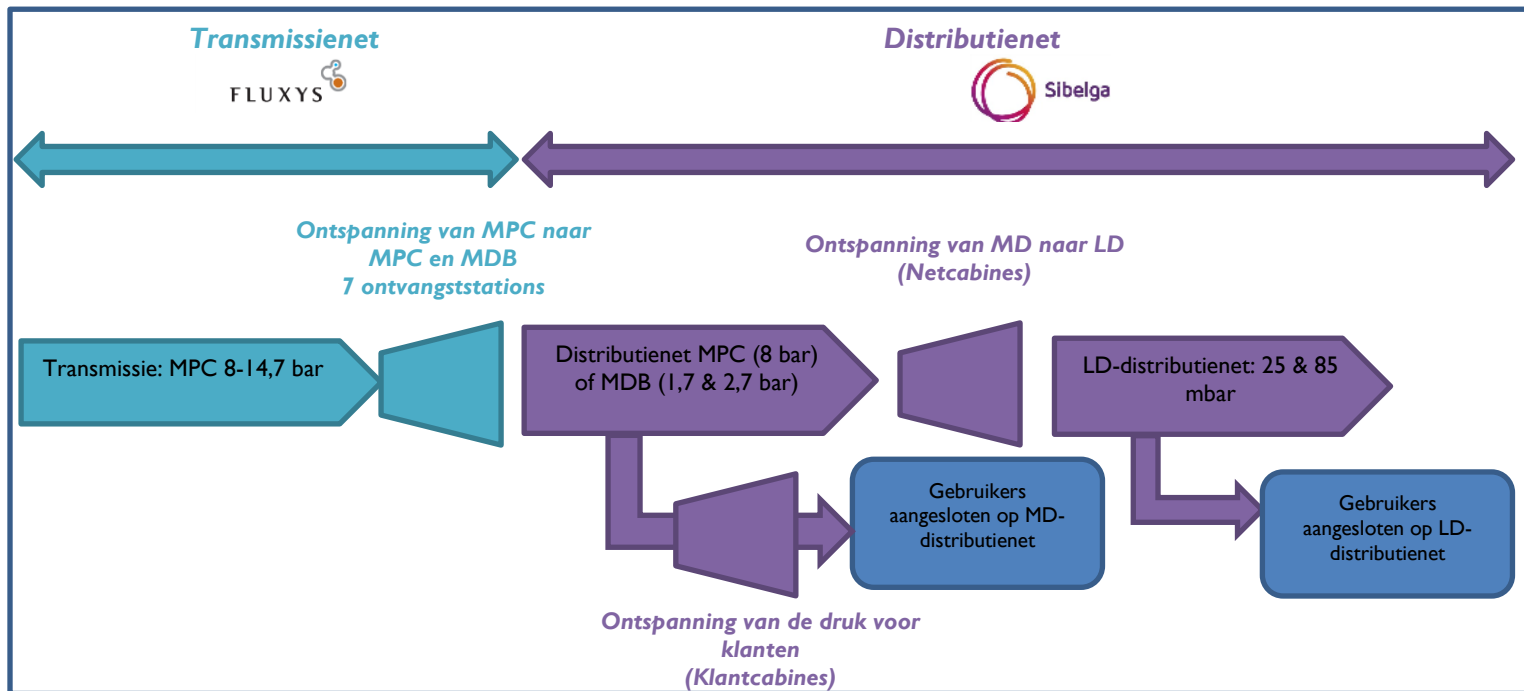 Transmissienet
FLUXYS
Distributienet
Sibelga
Ontspanning van MPC naar
MPC en MDB
7 ontvangststations
Ontspanning van MD naar LD
(Netcabines)
Transmissie: MPC 8-14,7 bar
Distributienet MPC (8 bar)
of MDB (1,7 & 2,7 bar)
LD-distributienet: 25 & 85
mbar
Gebruikers
aangesloten op MD-
distributienet
Gebruikers
aangesloten op LD-
distributienet
Ontspanning van de druk voor
klanten
(Klantcabines)